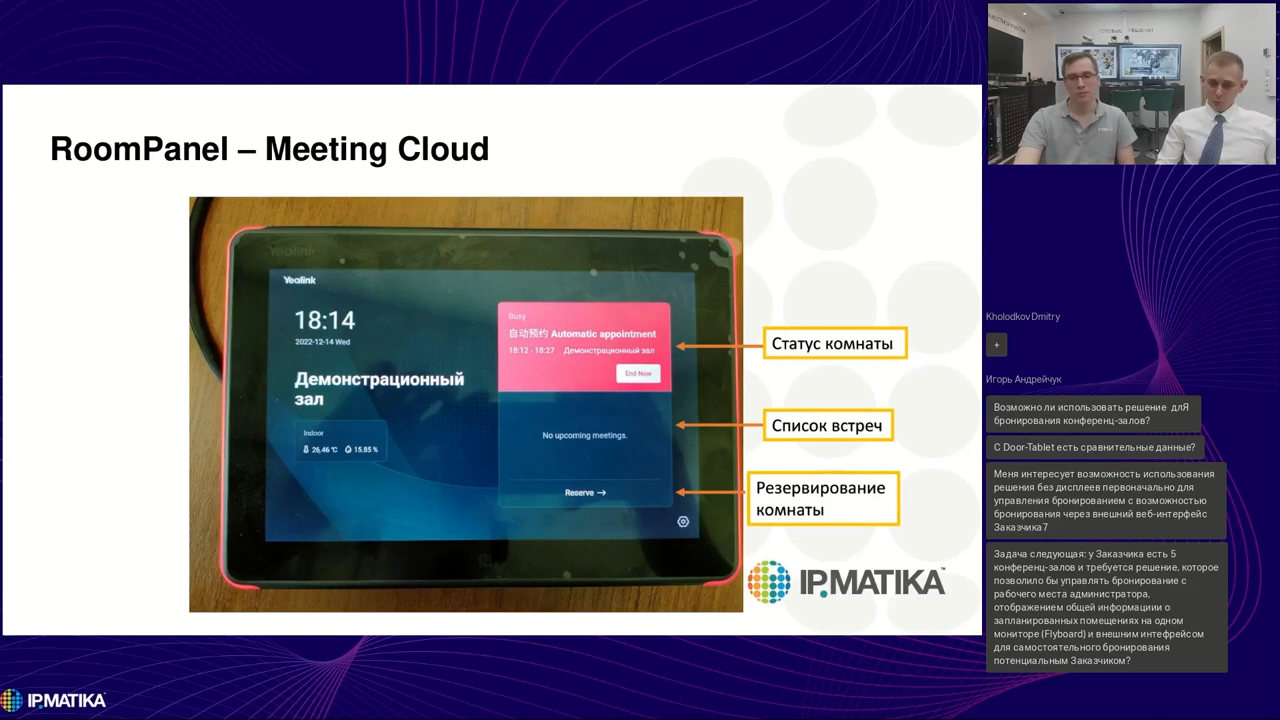 RoomPanel – Meeting Cloud
Yealink
Yealink
18:14
2022-12-14 Wed
Демонстрационный
зал
Indoor
26.46 ℃ 15.85 %
Busy
自动预约 Automatic appointment
18:12 - 18:27 Демонстрационный зал
End Now
No upcoming meetings.
Reserve →
Статус комнаты
Список встреч
Резервирование
комнаты
IP.MATIKA™
IP.MATIKA
Kholodkov Dmitry
+
Игорь Андрейчук
Возможно ли использовать решение длЯ
бронирования конференц-залов?
С Door-Tablet есть сравнительные данные?
Меня интересует возможность использования
решения без дисплеев первоначально для
управления бронированием с возможностью
бронирования через внешний веб-интерфейс
Заказчика7
Задача следующая: у Заказчика есть 5
конференц-залов и требуется решение, которое
позволило бы управлять бронирование с
рабочего места администратора,
отображением общей информациии о
запланированных помещениях на одном
мониторе (Flyboard) и внешним интефрейсом
для самостоятельного бронирования
потенциальным Заказчиком?